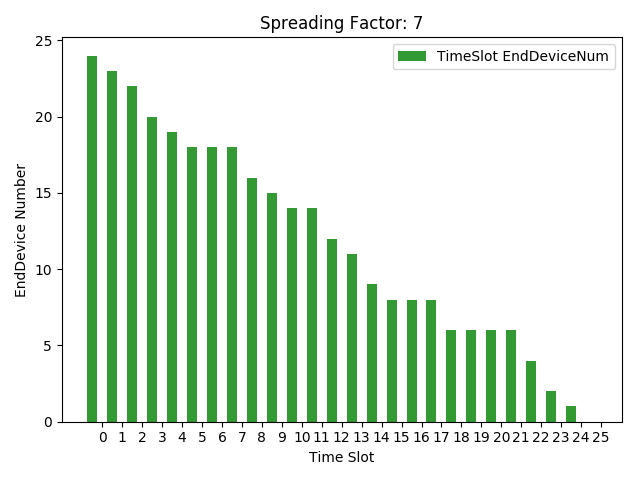 Spreading Factor: 7
TimeSlot EndDeviceNum
EndDevice Number
25
20
15
10
5
0
0 1 2 3 4 5 6 7 8 9 10 11 12 13 14 15 16 17 18 19 20 21 22 23 24 25
Time Slot